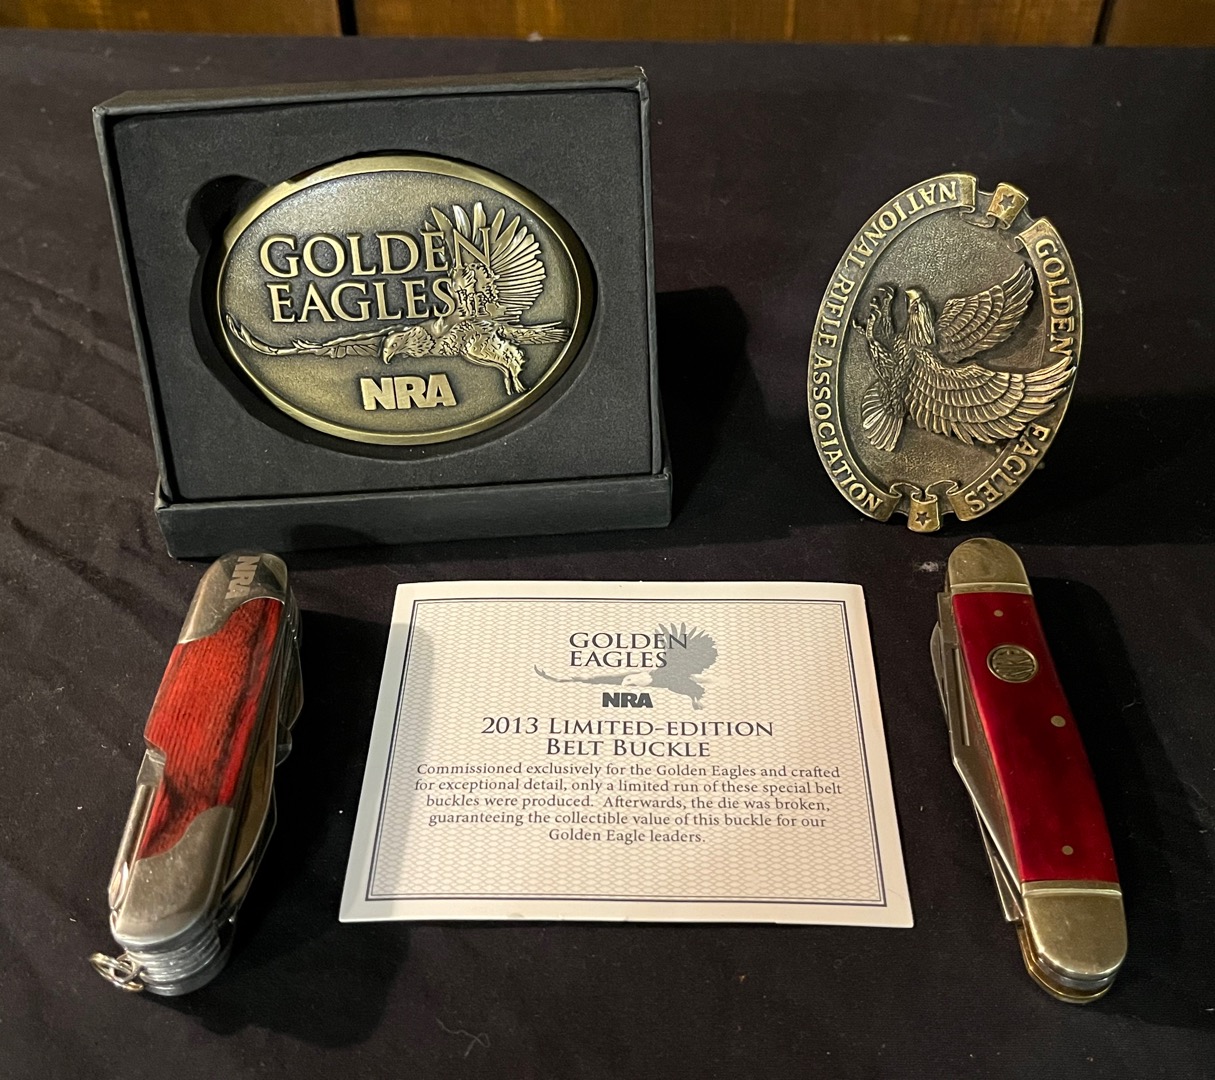 GOLDEN
EAGLES
NRA
NATIONAL RIFLE ASSOCIATION
GOLDEN
EAGLES
NRA
GOLDEN
EAGLES
NRA
2013 LIMITED-EDITION
BELT BUCKLE
Commissioned exclusively for the Golden Eagles and crafted
for exceptional detail, only a limited run of these special belt
buckles were produced. Afterwards, the die was broken,
guaranteeing the collectible value of this buckle for our
Golden Eagle leaders.